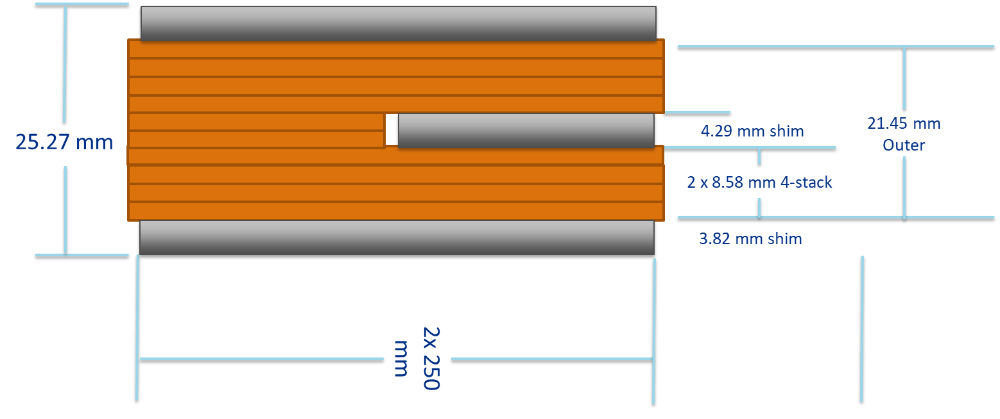 25.27 mm
4.29 mm shim
21.45 mm
Outer
2 x 8.58 mm 4-stack
3.82 mm shim
2x 250
mm